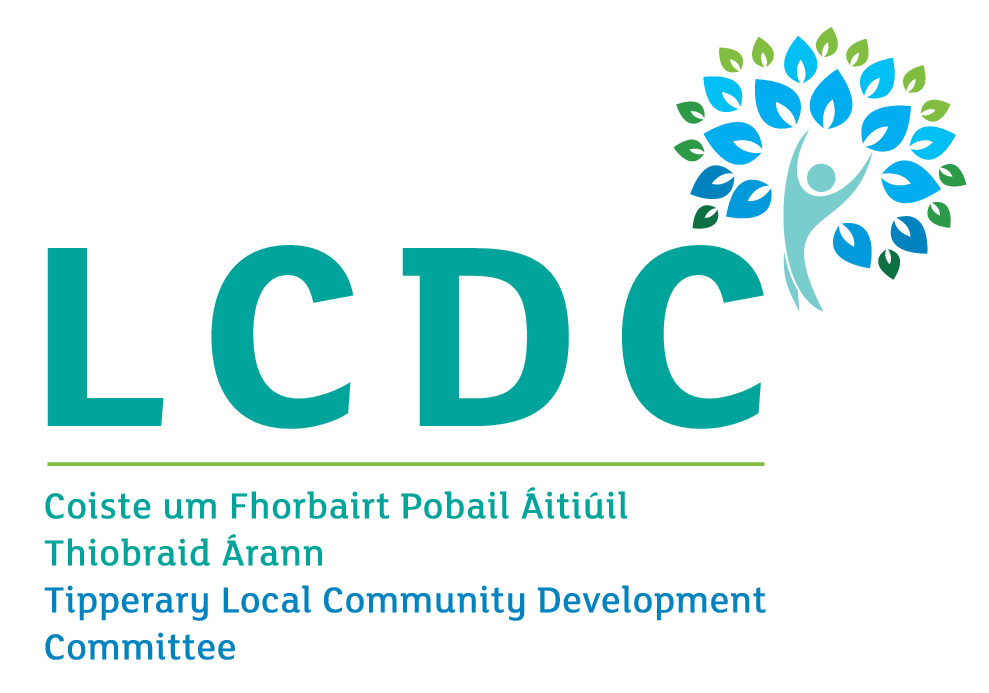 LCDC
Coiste um Fhorbairt Pobail Áitiúil
Thiobraid Árann
Tipperary Local Community Development
Committee